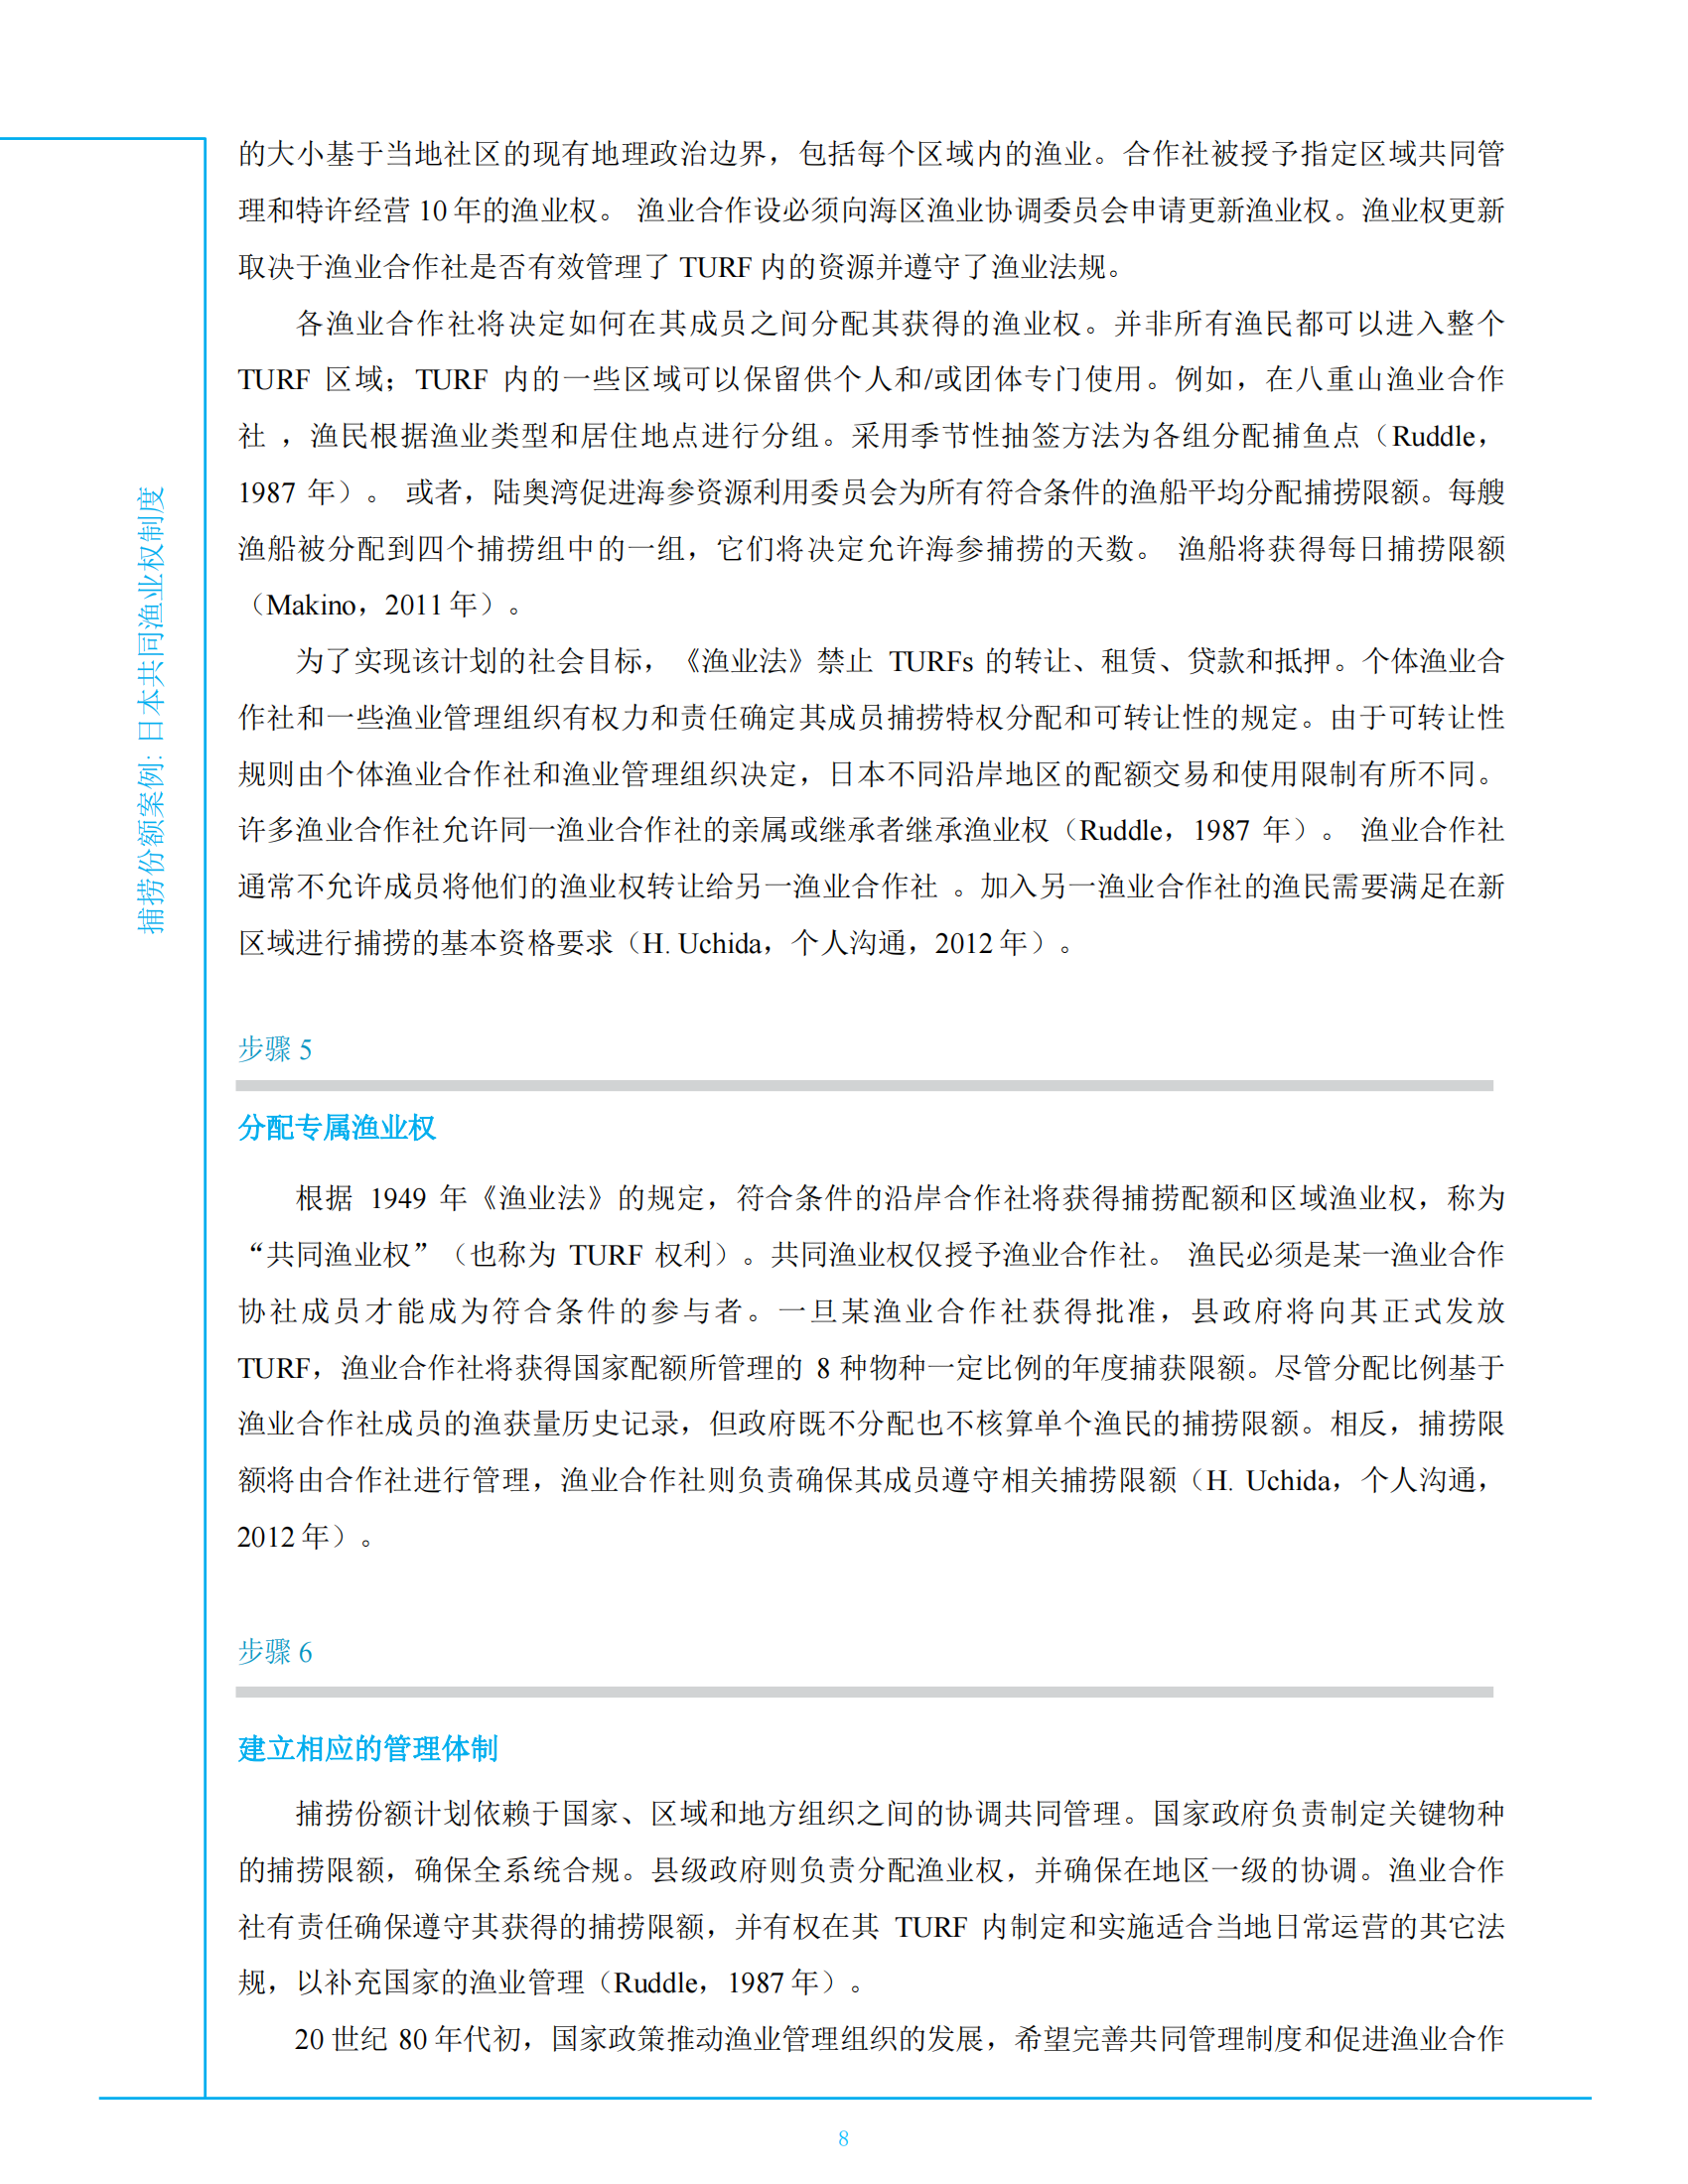 捕捞份额案例: 日本共同渔业权制度
的大小基于当地社区的现有地理政治边界，包括每个区域内的渔业。合作社被授予指定区域共同管
理和特许经营 10 年的渔业权。 渔业合作设必须向海区渔业协调委员会申请更新渔业权。渔业权更新
取决于渔业合作社是否有效管理了 TURF 内的资源并遵守了渔业法规。
各渔业合作社将决定如何在其成员之间分配其获得的渔业权。并非所有渔民都可以进入整个
TURF 区域；TURF 内的一些区域可以保留供个人和/或团体专门使用。例如，在八重山渔业合作
社 ，渔民根据渔业类型和居住地点进行分组。采用季节性抽签方法为各组分配捕鱼点（Ruddle，
1987 年）。 或者，陆奥湾促进海参资源利用委员会为所有符合条件的渔船平均分配捕捞限额。每艘
渔船被分配到四个捕捞组中的一组，它们将决定允许海参捕捞的天数。 渔船将获得每日捕捞限额
（Makino，2011 年）。
为了实现该计划的社会目标，《渔业法》禁止 TURFs 的转让、租赁、贷款和抵押。个体渔业合
作社和一些渔业管理组织有权力和责任确定其成员捕捞特权分配和可转让性的规定。由于可转让性
规则由个体渔业合作社和渔业管理组织决定，日本不同沿岸地区的配额交易和使用限制有所不同。
许多渔业合作社允许同一渔业合作社的亲属或继承者继承渔业权（Ruddle，1987 年）。 渔业合作社
通常不允许成员将他们的渔业权转让给另一渔业合作社 。加入另一渔业合作社的渔民需要满足在新
区域进行捕捞的基本资格要求（H. Uchida，个人沟通，2012 年）。
步骤 5
分配专属渔业权
根据 1949 年《渔业法》的规定，符合条件的沿岸合作社将获得捕捞配额和区域渔业权，称为
“共同渔业权”（也称为 TURF 权利）。共同渔业权仅授予渔业合作社。 渔民必须是某一渔业合作
协社成员才能成为符合条件的参与者。一旦某渔业合作社获得批准，县政府将向其正式发放
TURF，渔业合作社将获得国家配额所管理的 8 种物种一定比例的年度捕获限额。尽管分配比例基于
渔业合作社成员的渔获量历史记录，但政府既不分配也不核算单个渔民的捕捞限额。相反，捕捞限
额将由合作社进行管理，渔业合作社则负责确保其成员遵守相关捕捞限额（H. Uchida，个人沟通，
2012 年）。
步骤 6
建立相应的管理体制
捕捞份额计划依赖于国家、区域和地方组织之间的协调共同管理。国家政府负责制定关键物种
的捕捞限额，确保全系统合规。县级政府则负责分配渔业权，并确保在地区一级的协调。渔业合作
社有责任确保遵守其获得的捕捞限额，并有权在其 TURF 内制定和实施适合当地日常运营的其它法
规，以补充国家的渔业管理（Ruddle，1987 年）。
20 世纪 80 年代初，国家政策推动渔业管理组织的发展，希望完善共同管理制度和促进渔业合作
8